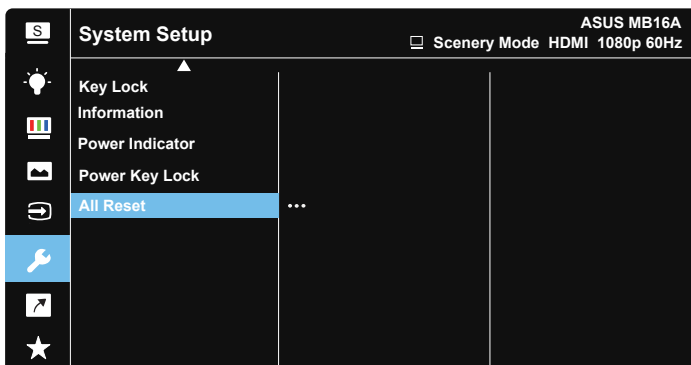 S
System Setup
ASUS MB16A
Scenery Mode HDMI 1080p 60Hz
Key Lock
Information
Power Indicator
Power Key Lock
All Reset
...